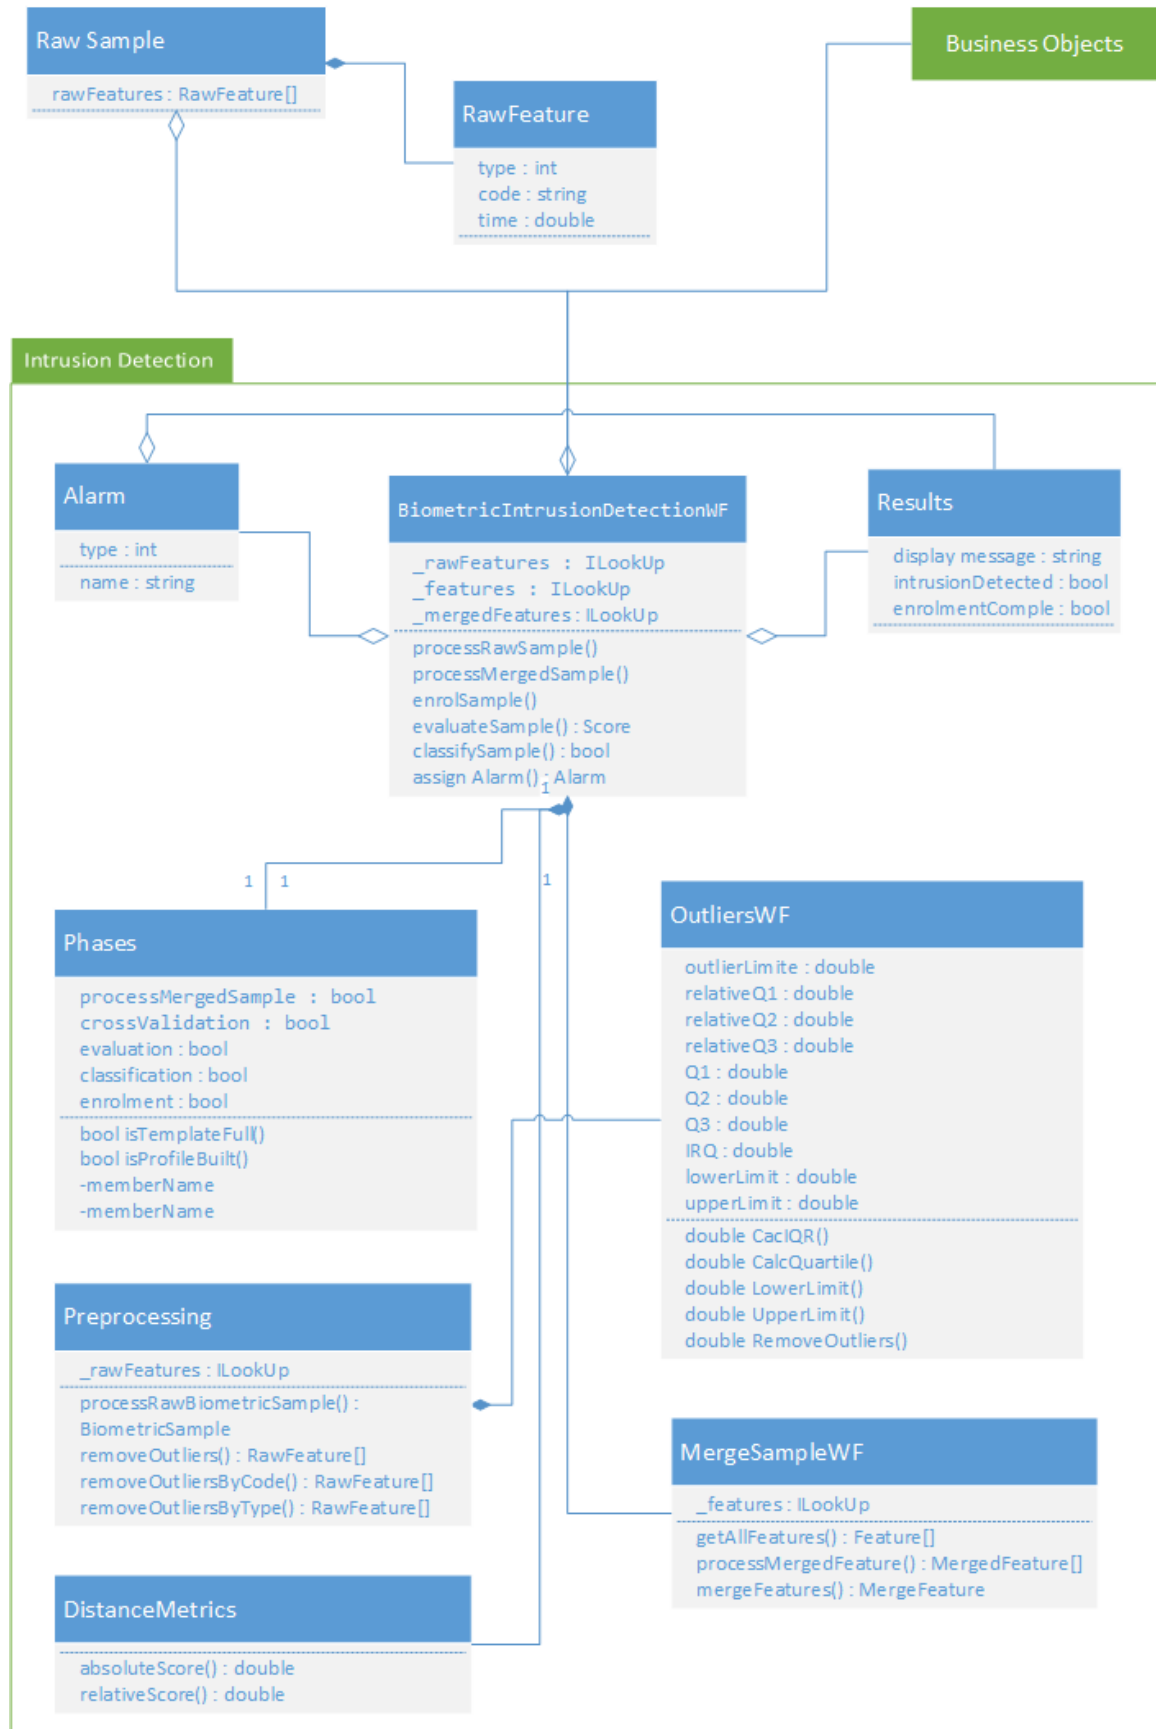 Raw Sample
rawFeatures : RawFeature[]
Business Objects
RawFeature
type : int
code : string
time : double
Intrusion Detection
Alarm
type : int
name : string
BiometricIntrusionDetectionWF
_rawFeatures : ILookUp
_features : ILookUp
_mergedFeatures: ILookUp
processRawSample()
processMergedSample()
enrolSample()
evaluateSample() : Score
classifySample() : bool
assign Alarm() : Alarm
Results
display message : string
intrusionDetected : bool
enrolmentComple : bool
1
1 1
1
Phases
processMergedSample : bool
crossValidation : bool
evaluation : bool
classification : bool
enrolment : bool
bool isTemplateFull()
bool isProfileBuilt()
-memberName
-memberName
OutliersWF
outlierLimite : double
relativeQ1 : double
relativeQ2 : double
relativeQ3 : double
Q1 : double
Q2 : double
Q3 : double
IRQ : double
lowerLimit : double
upperLimit : double
double CaclQR()
double CalcQuartile()
double LowerLimit()
double UpperLimit()
double RemoveOutliers()
Preprocessing
_rawFeatures : ILookUp
processRawBiometricSample() :
BiometricSample
removeOutliers() : RawFeature[]
removeOutliersByCode() : RawFeature[]
removeOutliersByType() : RawFeature[]
MergeSampleWF
_features : ILookUp
getAllFeatures() : Feature[]
processMergedFeature() : MergedFeature[]
mergeFeatures() : MergeFeature
DistanceMetrics
absoluteScore() : double
relativeScore() : double